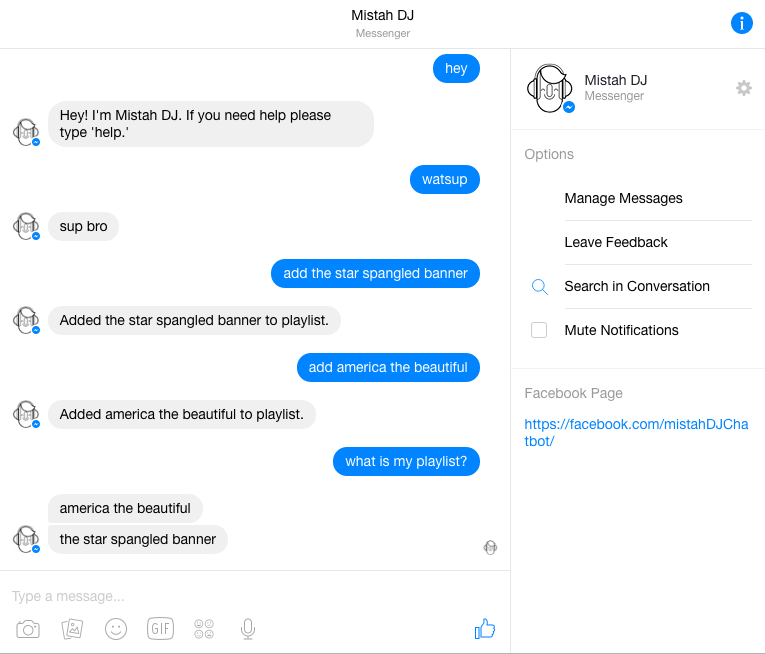 Mistah DJ
Messenger
hey
Hey! I'm Mistah DJ. If you need help please
type 'help.'
watsup
sup bro
add the star spangled banner
Added the star spangled banner to playlist.
add america the beautiful
Added america the beautiful to playlist.
what is my playlist?
america the beautiful
the star spangled banner
Type a message...
GIF
Mistah DJ
Messenger
Options
Manage Messages
Leave Feedback
Search in Conversation
Mute Notifications
Facebook Page
https://facebook.com/mistahDJCha
tbot/